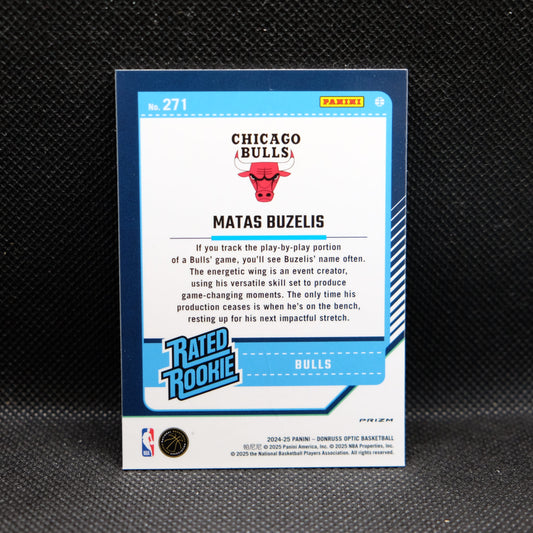 No. 271
PANINI
CHICAGO
BULLS
MATAS BUZELIS
If you track the play-by-play portion
of a Bulls' game, you'll see Buzelis' name often.
The energetic wing is an event creator,
using his versatile skill set to produce
game-changing moments. The only time his
production ceases is when he's on the bench,
resting up for his next impactful stretch.
RATED
ROOKIE
BULLS
PRIZM
2024-25 PANINI – DONRUSS OPTIC BASKETBALL
帕尼尼 © 2025 Panini America, Inc. © 2025 NBA Properties, Inc.
© 2025 the National Basketball Players Association. All rights reserved.